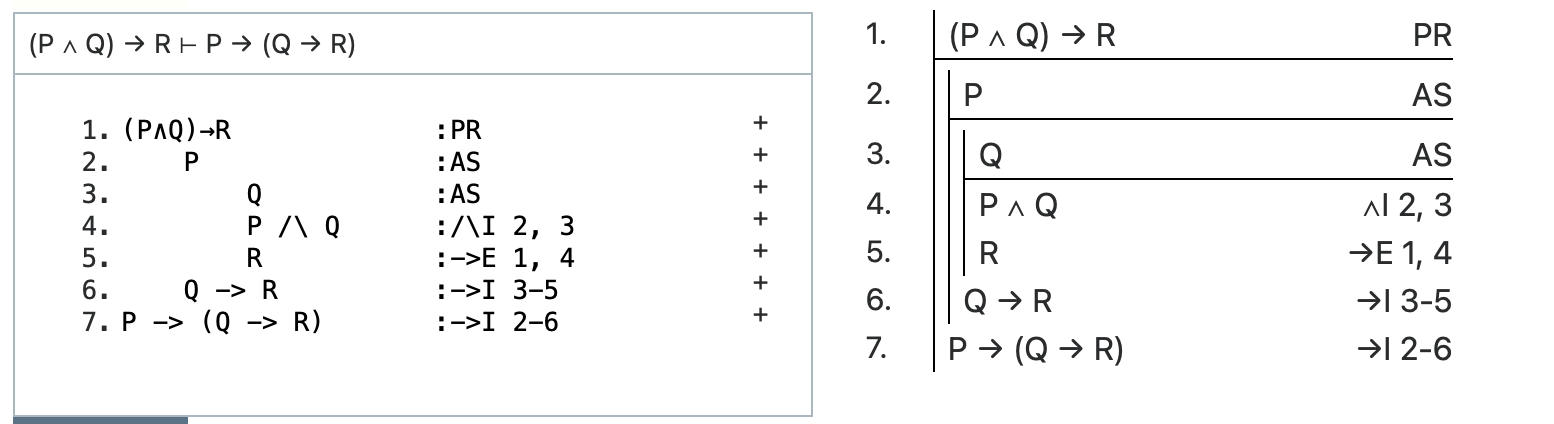 (P ∧ Q) → R ⊢ P → (Q → R)
1. (P∧Q)→R :PR +
2. P :AS +
3. Q :AS +
4. P /\ Q :/\I 2, 3 +
5. R :->E 1, 4 +
6. Q -> R :->I 3-5 +
7. P -> (Q -> R) :->I 2-6 +
1. (P ∧ Q) → R PR
2. P AS
3. Q AS
4. P ∧ Q ∧I 2, 3
5. R →E 1, 4
6. Q → R →I 3-5
7. P → (Q → R) →I 2-6